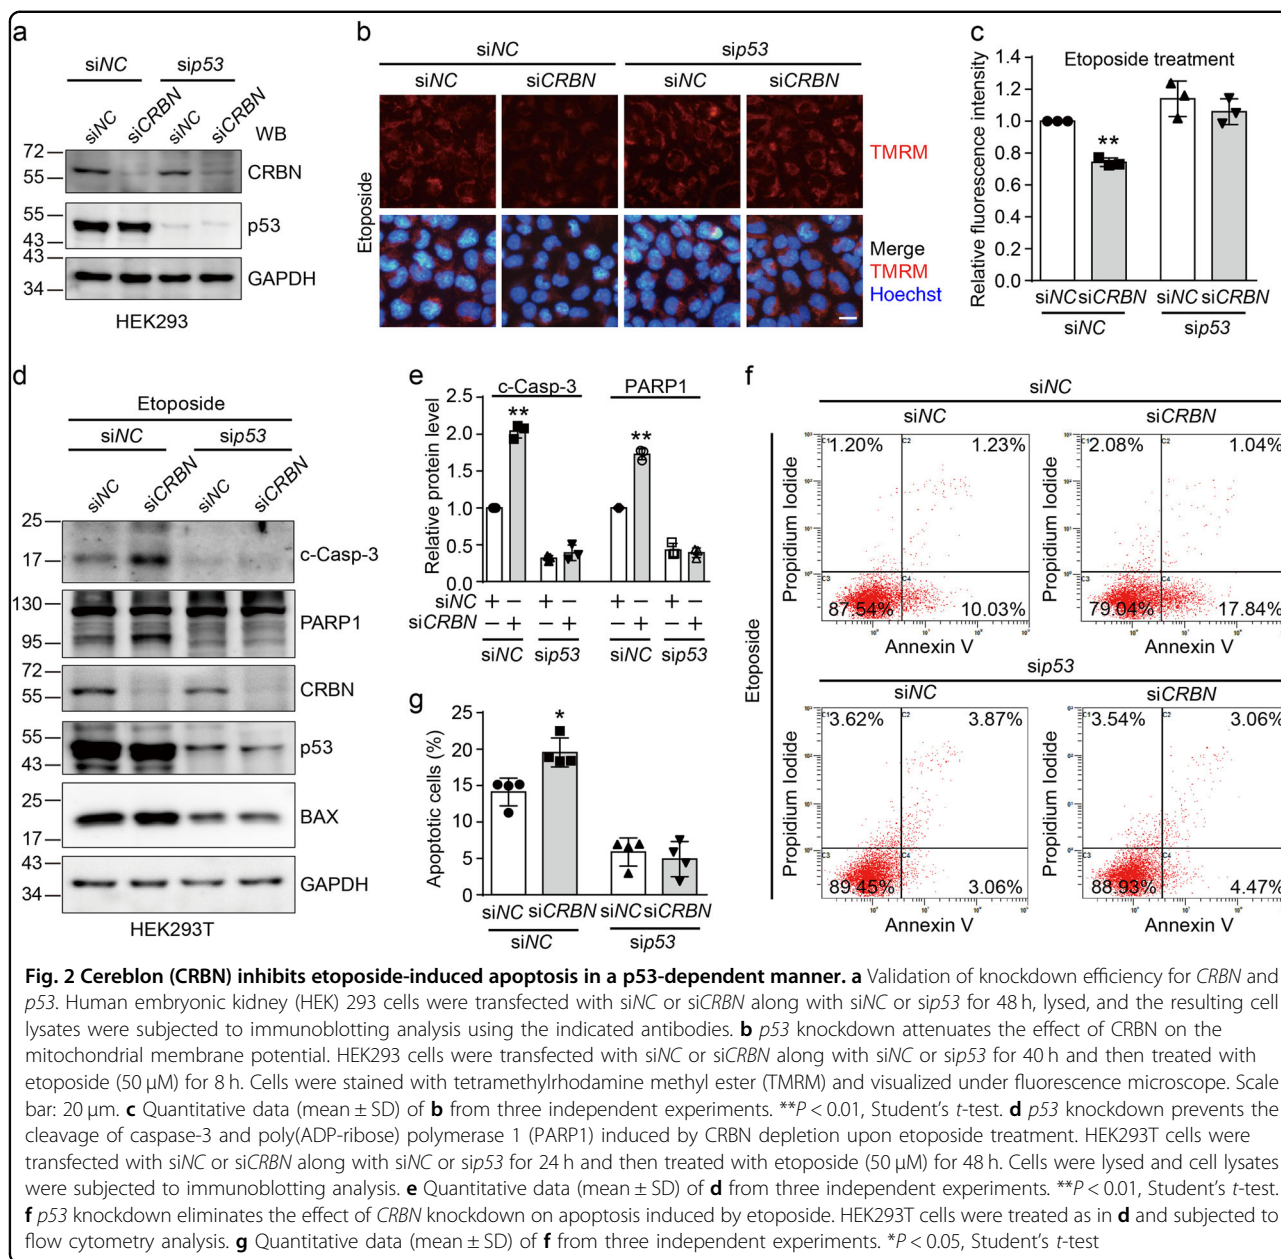 a
siNC sip53
siNC siCRBN siNC siCRBN WB
72
55
CRBN
55
43
p53
43
34
GAPDH
HEK293
b
siNC sip53
siNC siCRBN siNC siCRBN
Etoposide
TMRM
Merge
TMRM
Hoechst
c
Etoposide treatment
Relative fluorescence intensity
1.4
1.2
1.0
0.8
0.6
0.4
0.2
0.0
**
siNC siCRBN siNC siCRBN
siNC sip53
d
Etoposide
siNC sip53
siNC siCRBN siNC siCRBN
25
17
c-Casp-3
130
95
PARP1
72
55
CRBN
55
43
p53
25
17
BAX
43
34
GAPDH
HEK293T
e
c-Casp-3 PARP1
Relative protein level
2.5
2.0
1.5
1.0
0.5
0.0
** **
siNC + − + − + − + −
siCRBN − + − + − + − +
siNC sip53 siNC sip53
f
siNC
siNC siCRBN
Etoposide
Propidium Iodide
C1 1.20% C2 1.23%
C3 87.54% C4 10.03%
Annexin V
Propidium Iodide
C1 2.08% C2 1.04%
C3 79.04% C4 17.84%
Annexin V
sip53
siNC siCRBN
Propidium Iodide
C1 3.62% C2 3.87%
C3 89.45% C4 3.06%
Annexin V
Propidium Iodide
C1 3.54% C2 3.06%
C3 88.93% C4 4.47%
Annexin V
g
Apoptotic cells (%)
25
20
15
10
5
0
*
siNC siCRBN siNC siCRBN
siNC sip53
Fig. 2 Cereblon (CRBN) inhibits etoposide-induced apoptosis in a p53-dependent manner. a Validation of knockdown efficiency for CRBN and
p53. Human embryonic kidney (HEK) 293 cells were transfected with siNC or siCRBN along with siNC or sip53 for 48 h, lysed, and the resulting cell
lysates were subjected to immunoblotting analysis using the indicated antibodies. b p53 knockdown attenuates the effect of CRBN on the
mitochondrial membrane potential. HEK293 cells were transfected with siNC or siCRBN along with siNC or sip53 for 40 h and then treated with
etoposide (50 μM) for 8 h. Cells were stained with tetramethylrhodamine methyl ester (TMRM) and visualized under fluorescence microscope. Scale
bar: 20 μm. c Quantitative data (mean ± SD) of b from three independent experiments. **P < 0.01, Student's t-test. d p53 knockdown prevents the
cleavage of caspase-3 and poly(ADP-ribose) polymerase 1 (PARP1) induced by CRBN depletion upon etoposide treatment. HEK293T cells were
transfected with siNC or siCRBN along with siNC or sip53 for 24 h and then treated with etoposide (50 μM) for 48 h. Cells were lysed and cell lysates
were subjected to immunoblotting analysis. e Quantitative data (mean ± SD) of d from three independent experiments. **P < 0.01, Student's t-test.
f p53 knockdown eliminates the effect of CRBN knockdown on apoptosis induced by etoposide. HEK293T cells were treated as in d and subjected to
flow cytometry analysis. g Quantitative data (mean ± SD) of f from three independent experiments. *P < 0.05, Student's t-test